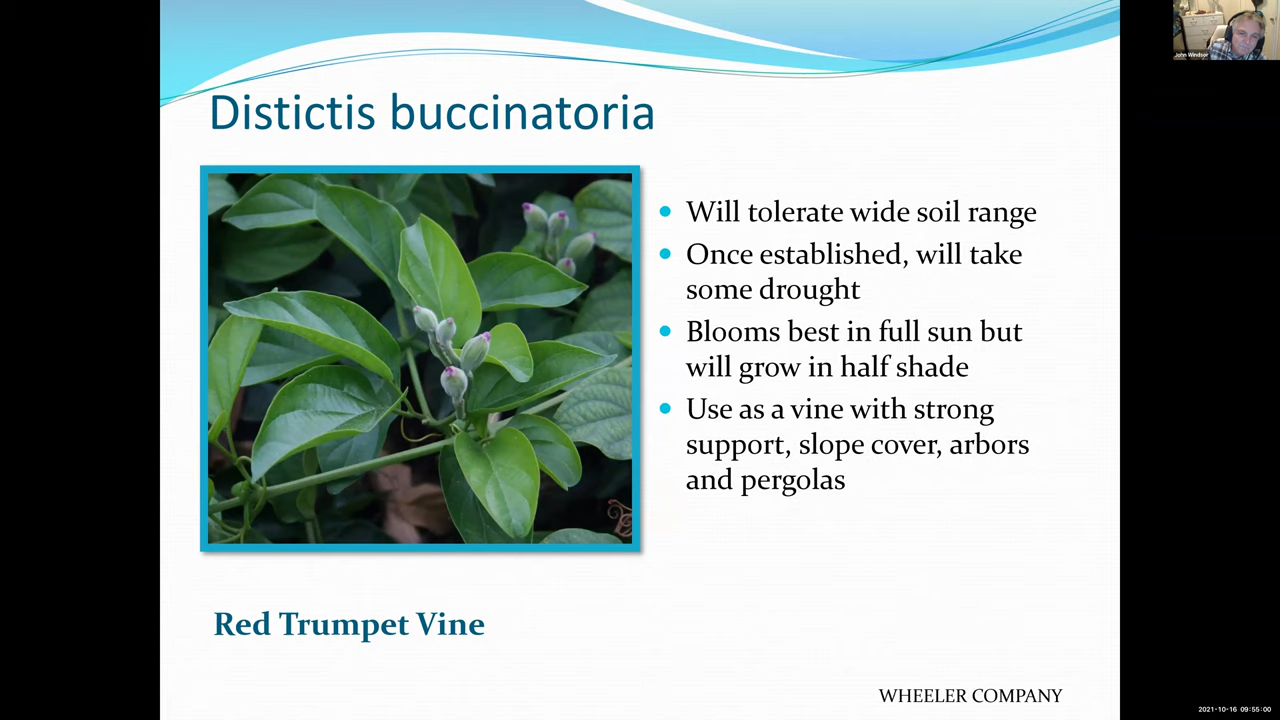 John Windsor
Distictis buccinatoria
Will tolerate wide soil range
Once established, will take
some drought
Blooms best in full sun but
will grow in half shade
Use as a vine with strong
support, slope cover, arbors
and pergolas
Red Trumpet Vine
WHEELER COMPANY
2021-10-16 09:55:00